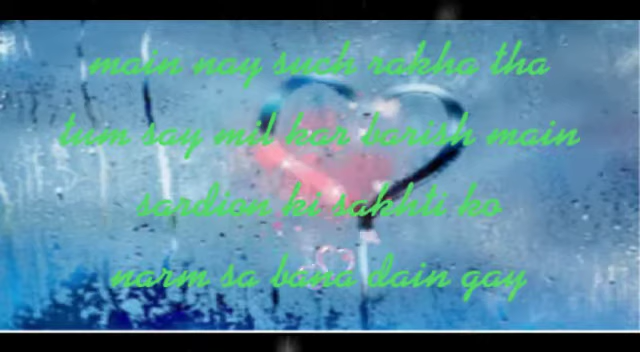 main nay such rakha tha
tum say mil kar barish main
sardion ki sakhti ko
narm sa bana dain gay